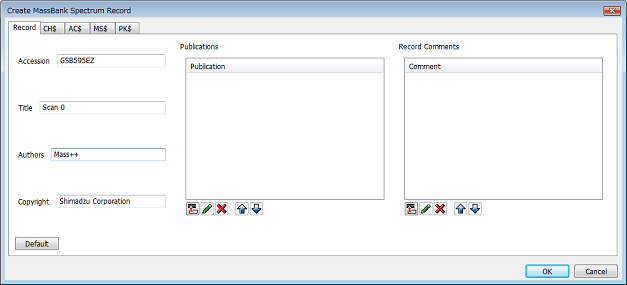 Create MassBank Spectrum Record
Record CH$ AC$ MS$ PK$
Accession GSB595EZ
Title Scan 0
Authors Mass++
Copyright Shimadzu Corporation
Default
Publications
Publication
Record Comments
Comment
OK Cancel